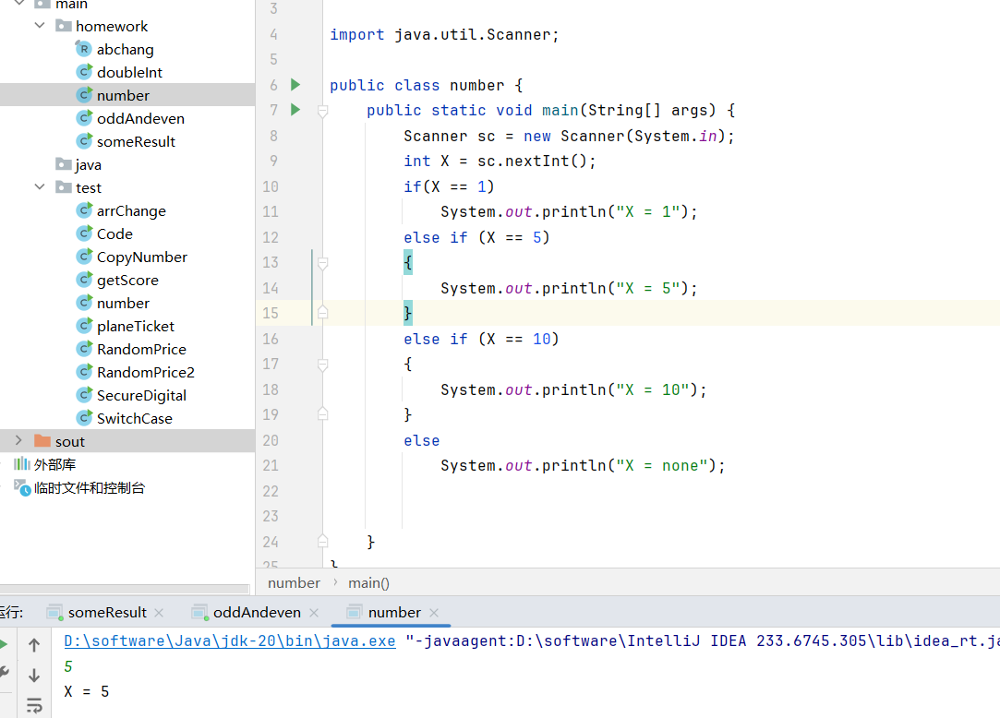 main
homework
abchang
doubleInt
number
oddAndeven
someResult
java
test
arrChange
Code
CopyNumber
getScore
number
planeTicket
RandomPrice
RandomPrice2
SecureDigital
SwitchCase
sout
外部库
临时文件和控制台
3
4 import java.util.Scanner;
5
6 public class number {
7 public static void main(String[] args) {
8 Scanner sc = new Scanner(System.in);
9 int X = sc.nextInt();
10 if(X == 1)
11 System.out.println("X = 1");
12 else if (X == 5)
13 {
14 System.out.println("X = 5");
15 }
16 else if (X == 10)
17 {
18 System.out.println("X = 10");
19 }
20 else
21 System.out.println("X = none");
22
23
24 }
25 }
number › main()
运行: someResult × oddAndeven × number ×
D:\software\Java\jdk-20\bin\java.exe "-javaagent:D:\software\IntelliJ IDEA 233.6745.305\lib\idea_rt.ja
5
X = 5